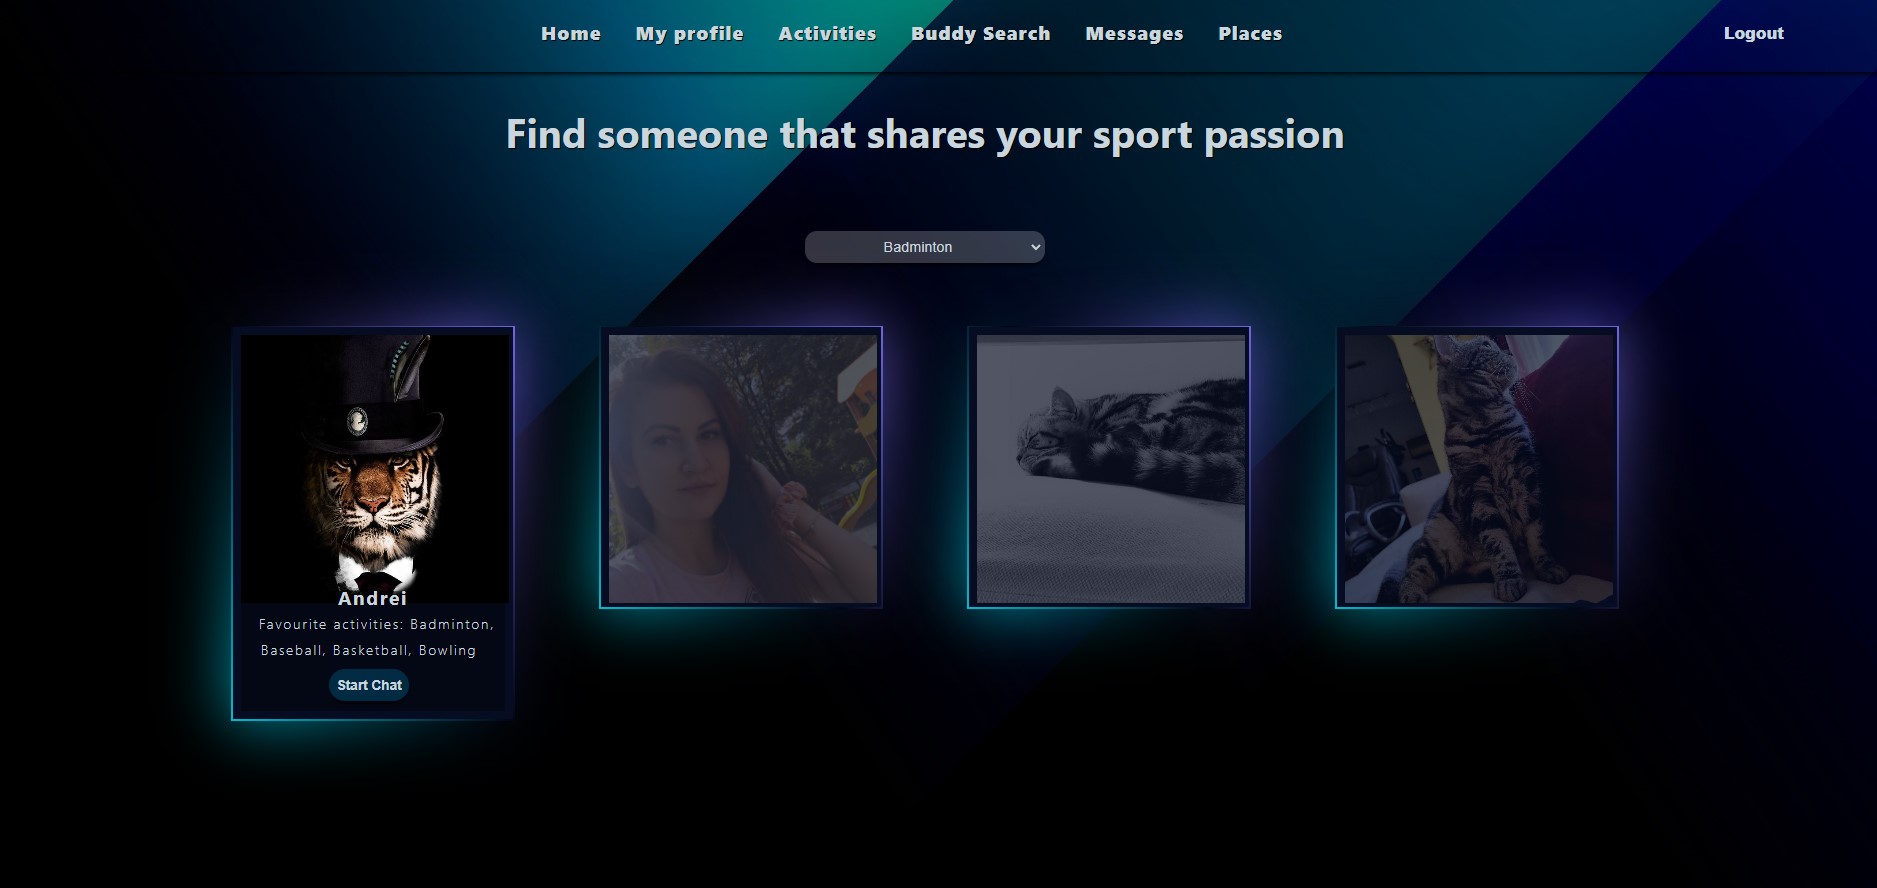 Home My profile Activities Buddy Search Messages Places Logout
Find someone that shares your sport passion
Badminton
Andrei
Favourite activities: Badminton,
Baseball, Basketball, Bowling
Start Chat